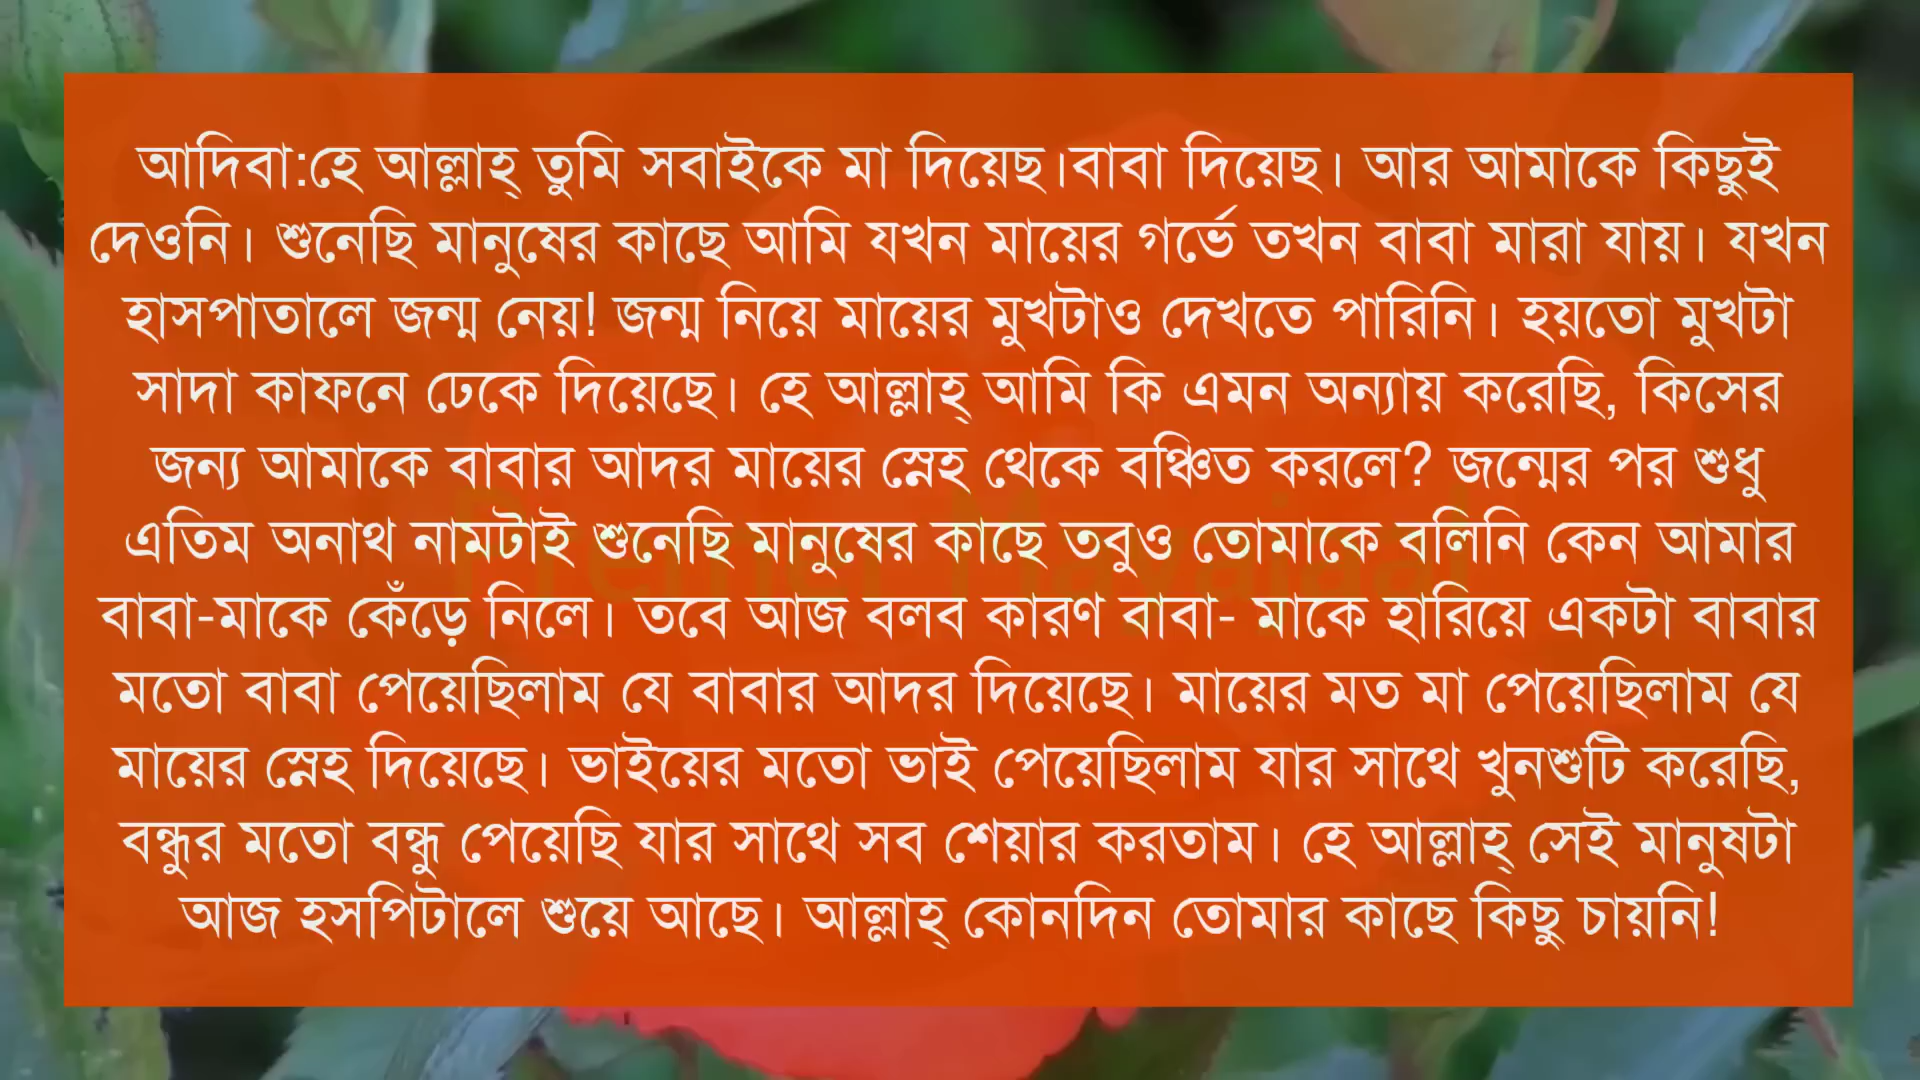 আদিবা:হে আল্লাহ্ তুমি সবাইকে মা দিয়েছ।বাবা দিয়েছ। আর আমাকে কিছুই
দেওনি। শুনেছি মানুষের কাছে আমি যখন মায়ের গর্ভে তখন বাবা মারা যায়। যখন
হাসপাতালে জন্ম নেয়! জন্ম নিয়ে মায়ের মুখটাও দেখতে পারিনি। হয়তো মুখটা
সাদা কাফনে ঢেকে দিয়েছে। হে আল্লাহ্ আমি কি এমন অন্যায় করেছি, কিসের
জন্য আমাকে বাবার আদর মায়ের স্নেহ থেকে বঞ্চিত করলে? জন্মের পর শুধু
এতিম অনাথ নামটাই শুনেছি মানুষের কাছে তবুও তোমাকে বলিনি কেন আমার
বাবা-মাকে কেঁড়ে নিলে। তবে আজ বলব কারণ বাবা- মাকে হারিয়ে একটা বাবার
মতো বাবা পেয়েছিলাম যে বাবার আদর দিয়েছে। মায়ের মত মা পেয়েছিলাম যে
মায়ের স্নেহ দিয়েছে। ভাইয়ের মতো ভাই পেয়েছিলাম যার সাথে খুনশুটি করেছি,
বন্ধুর মতো বন্ধু পেয়েছি যার সাথে সব শেয়ার করতাম। হে আল্লাহ্ সেই মানুষটা
আজ হসপিটালে শুয়ে আছে। আল্লাহ্ কোনদিন তোমার কাছে কিছু চায়নি!